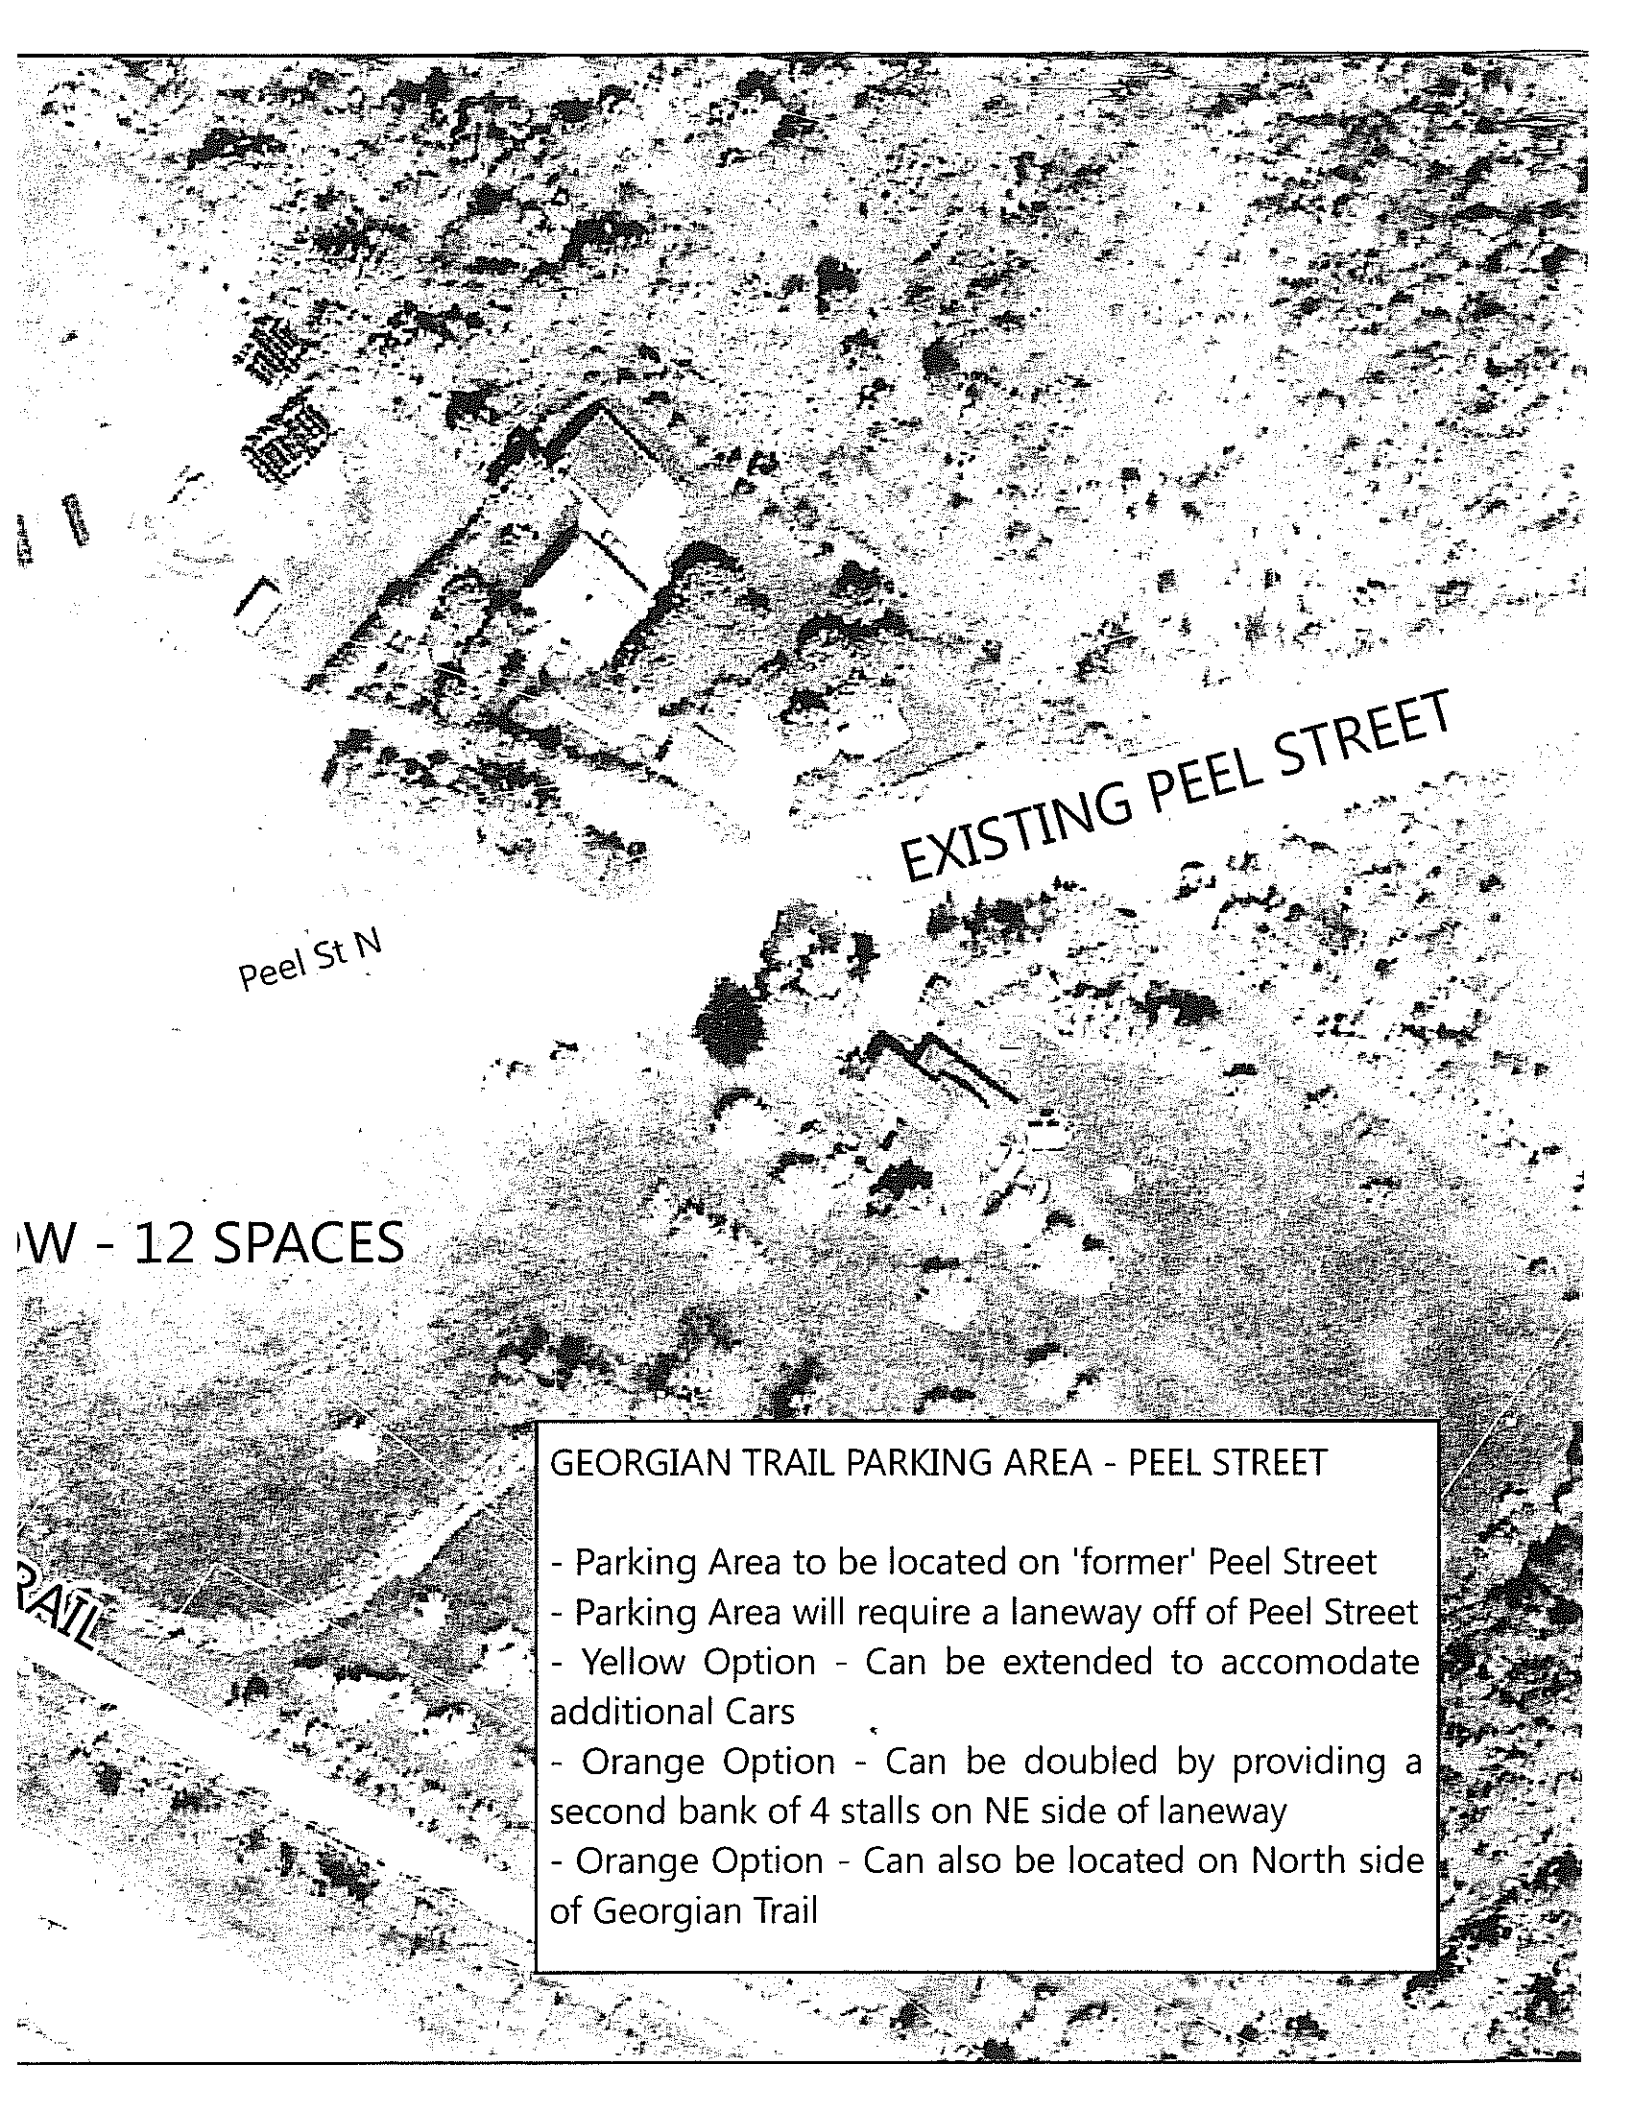 EXISTING PEEL STREET
Peel St N
W - 12 SPACES
GEORGIAN TRAIL PARKING AREA - PEEL STREET
- Parking Area to be located on 'former' Peel Street
- Parking Area will require a laneway off of Peel Street
- Yellow Option - Can be extended to accomodate
additional Cars
- Orange Option - Can be doubled by providing a
second bank of 4 stalls on NE side of laneway
- Orange Option - Can also be located on North side
of Georgian Trail
RAIL